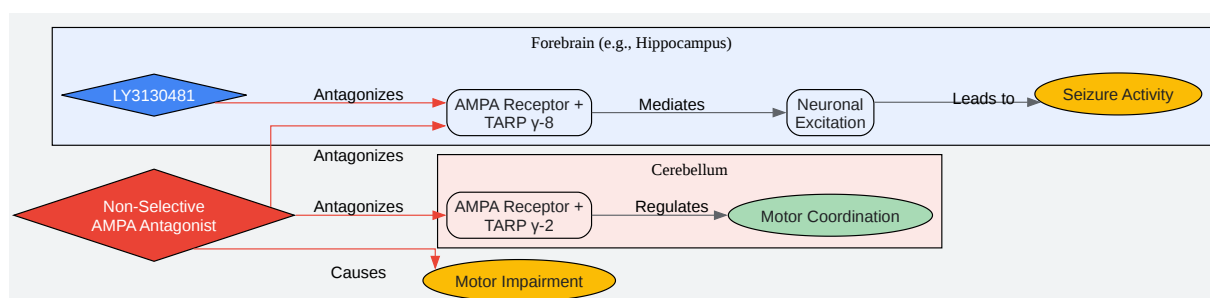 Forebrain (e.g., Hippocampus)
LY3130481
Antagonizes
AMPA Receptor +
TARP γ-8
Mediates
Neuronal
Excitation
Leads to
Seizure Activity
Antagonizes
Cerebellum
Non-Selective
AMPA Antagonist
Antagonizes
AMPA Receptor +
TARP γ-2
Regulates
Motor Coordination
Causes
Motor Impairment